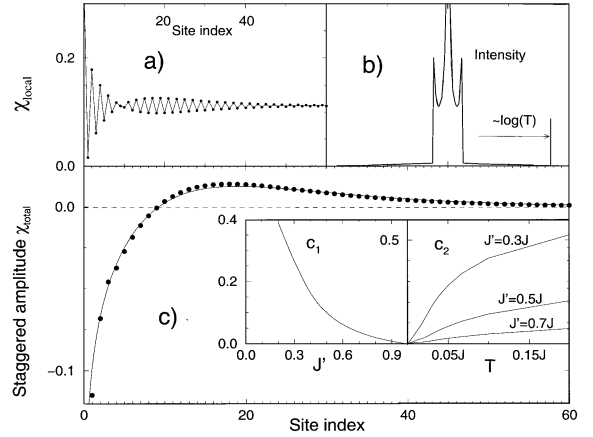 20 40
Site index
a)
b)
Intensity
~log(T)
0.2
χlocal
0.0
Staggered amplitude χtotal
0.0
−0.1
c)
0.4
0.2
0.0
c1
0.5
c2
J'=0.3J
J'=0.5J
J'=0.7J
0.0 0.3 0.6 0.9 0.05J 0.15J
J' T
0 20 40 60
Site index